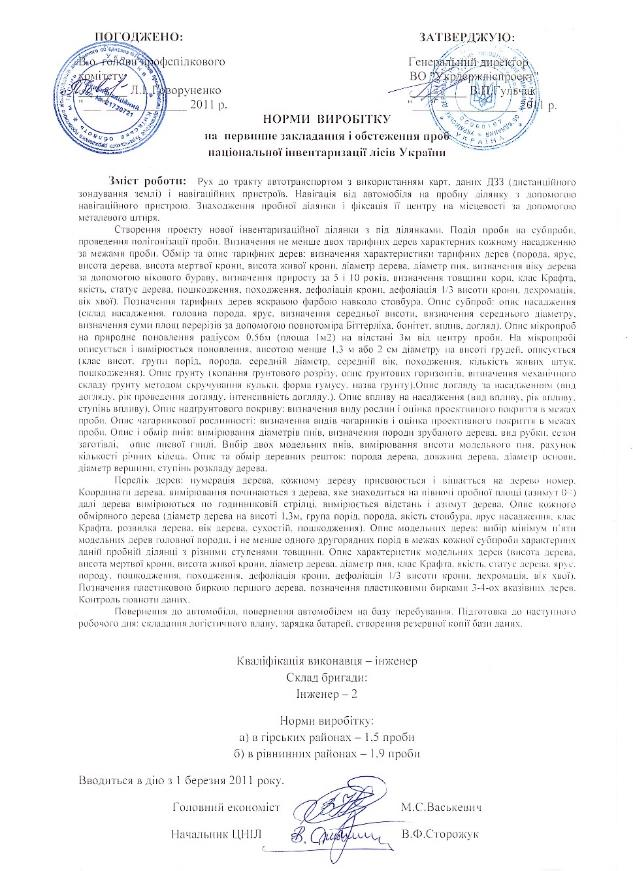 ПОГОДЖЕНО: ЗАТВЕРДЖУЮ:
В.о. голови профспілкового Генеральний директор
комітету ВО "Укрдержліспроект"
Л.І. Говоруненко В.П. Гульчак
2011 р. 2011 р.
НОРМИ ВИРОБІТКУ
на первинне закладання і обстеження проб
національної інвентаризації лісів України
Зміст роботи: Рух до тракту автотранспортом з використанням карт, даних ДЗЗ (дистанційного
зондування землі) і навігаційних пристроїв. Навігація від автомобіля на пробну ділянку з допомогою
навігаційного пристрою. Знаходження пробної ділянки і фіксація її центру на місцевості за допомогою
металевого штиря.
Створення проекту нової інвентаризаційної ділянки з під ділянками. Поділ проби на субпроби,
проведення полігонізації проби. Визначення не менше двох тарифних дерев характерних кожному насадженню
за межами проби. Обмір та опис тарифних дерев: визначення характеристики тарифних дерев (порода, ярус,
висота дерева, висота мертвої крони, висота живої крони, діаметр дерева, діаметр пня, визначення віку дерева
за допомогою вікового бураву, визначення приросту за 5 і 10 років, визначення товщини кори, клас Крафта,
якість, статус дерева, пошкодження, походження, дефоліація крони, дефоліація 1/3 висоти крони, дехромація,
вік хвої). Позначення тарифних дерев яскравою фарбою навколо стовбура. Опис субпроб: опис насадження
(склад насадження, головна порода, ярус, визначення середньої висоти, визначення середнього діаметру,
визначення суми площ перерізів за допомогою повнотоміра Біттерліха, бонітет, вплив, догляд). Опис мікропроб
на природне поновлення радіусом 0,56м (площа 1м2) на відстані 3м від центру проби. На мікропробі
описується і вимірюється поновлення, висотою менше 1,3 м або 2 см діаметру на висоті грудей, описується
(клас висот, групи порід, порода, середній діаметр, середній вік, походження, кількість живих штук,
пошкодження). Опис ґрунту (копання ґрунтового розрізу, опис ґрунтових горизонтів, визначення механічного
складу ґрунту методом скручування кульки, форма гумусу, назва ґрунту).Опис догляду за насадженням (вид
догляду, рік проведення догляду, інтенсивність догляду,). Опис впливу на насадження (вид впливу, рік впливу,
ступінь впливу). Опис надґрунтового покриву: визначення виду рослин і оцінка проективного покриття в межах
проби. Опис чагарникової рослинності: визначення видів чагарників і оцінка проективного покриття в межах
проби. Опис і обмір пнів: вимірювання діаметрів пнів, визначення породи зрубаного дерева, вид рубки, сезон
заготівлі, опис пневої гнилі. Вибір двох модельних пнів, вимірювання висоти модельного пня, рахунок
кількості річних кілець. Опис та обмір деревних решток: порода дерева, довжина дерева, діаметр основи,
діаметр вершини, ступінь розкладу дерева.
Перелік дерев: нумерація дерева, кожному дереву присвоюється і вішається на дерево номер.
Координати дерева, вимірювання починаються з дерева, яке знаходиться на півночі пробної площі (азимут 0°)
далі дерева вимірюються по годинниковій стрілці, вимірюється відстань і азимут дерева. Опис кожного
обміряного дерева (діаметр дерева на висоті 1,3м, група порід, порода, якість стовбура, ярус насадження, клас
Крафта, розвилка дерева, вік дерева, сухостій, пошкодження). Опис модельних дерев: вибір мінімум п'яти
модельних дерев головної породи, і не менше одного другорядних порід в межах кожної субпроби характерних
даній пробній ділянці з різними ступенями товщини. Опис характеристик модельних дерев (висота дерева,
висота мертвої крони, висота живої крони, діаметр дерева, діаметр пня, клас Крафта, якість, статус дерева, ярус,
породу, пошкодження, походження, дефоліація крони, дефоліація 1/3 висоти крони, дехромація, вік хвої).
Позначення пластиковою биркою першого дерева, позначення пластиковими бирками 3-4-ох вказівних дерев.
Контроль повноти даних.
Повернення до автомобіля, повернення автомобілем на базу перебування. Підготовка до наступного
робочого дня: складання логістичного плану, зарядка батарей, створення резервної копії бази даних.
Кваліфікація виконавця – інженер
Склад бригади:
Інженер – 2
Норми виробітку:
а) в гірських районах – 1,5 проби
б) в рівнинних районах – 1,9 проби
Вводиться в дію з 1 березня 2011 року.
Головний економіст М.С.Васькевич
Начальник ЦНІЛ В.Ф.Сторожук